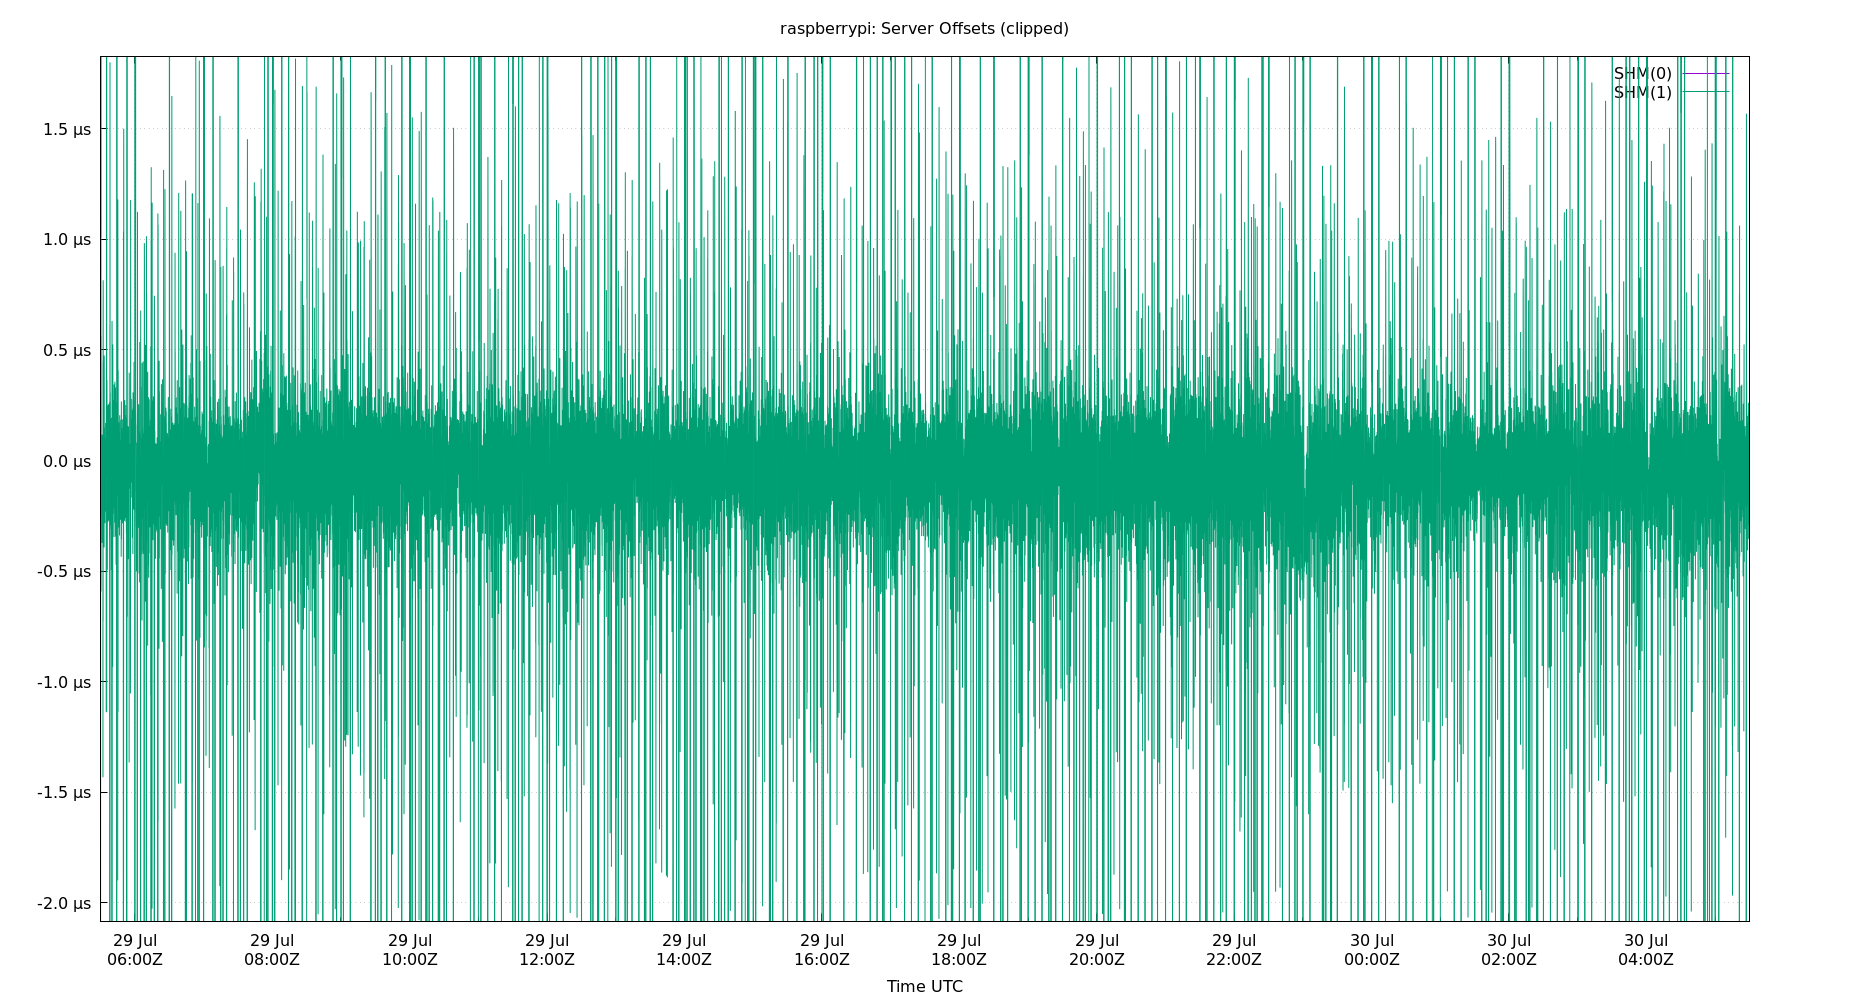 raspberrypi: Server Offsets (clipped)
SHM(0)
SHM(1)
1.5 µs
1.0 µs
0.5 µs
0.0 µs
-0.5 µs
-1.0 µs
-1.5 µs
-2.0 µs
29 Jul 29 Jul 29 Jul 29 Jul 29 Jul 29 Jul 29 Jul 29 Jul 29 Jul 30 Jul 30 Jul 30 Jul
06:00Z 08:00Z 10:00Z 12:00Z 14:00Z 16:00Z 18:00Z 20:00Z 22:00Z 00:00Z 02:00Z 04:00Z
Time UTC